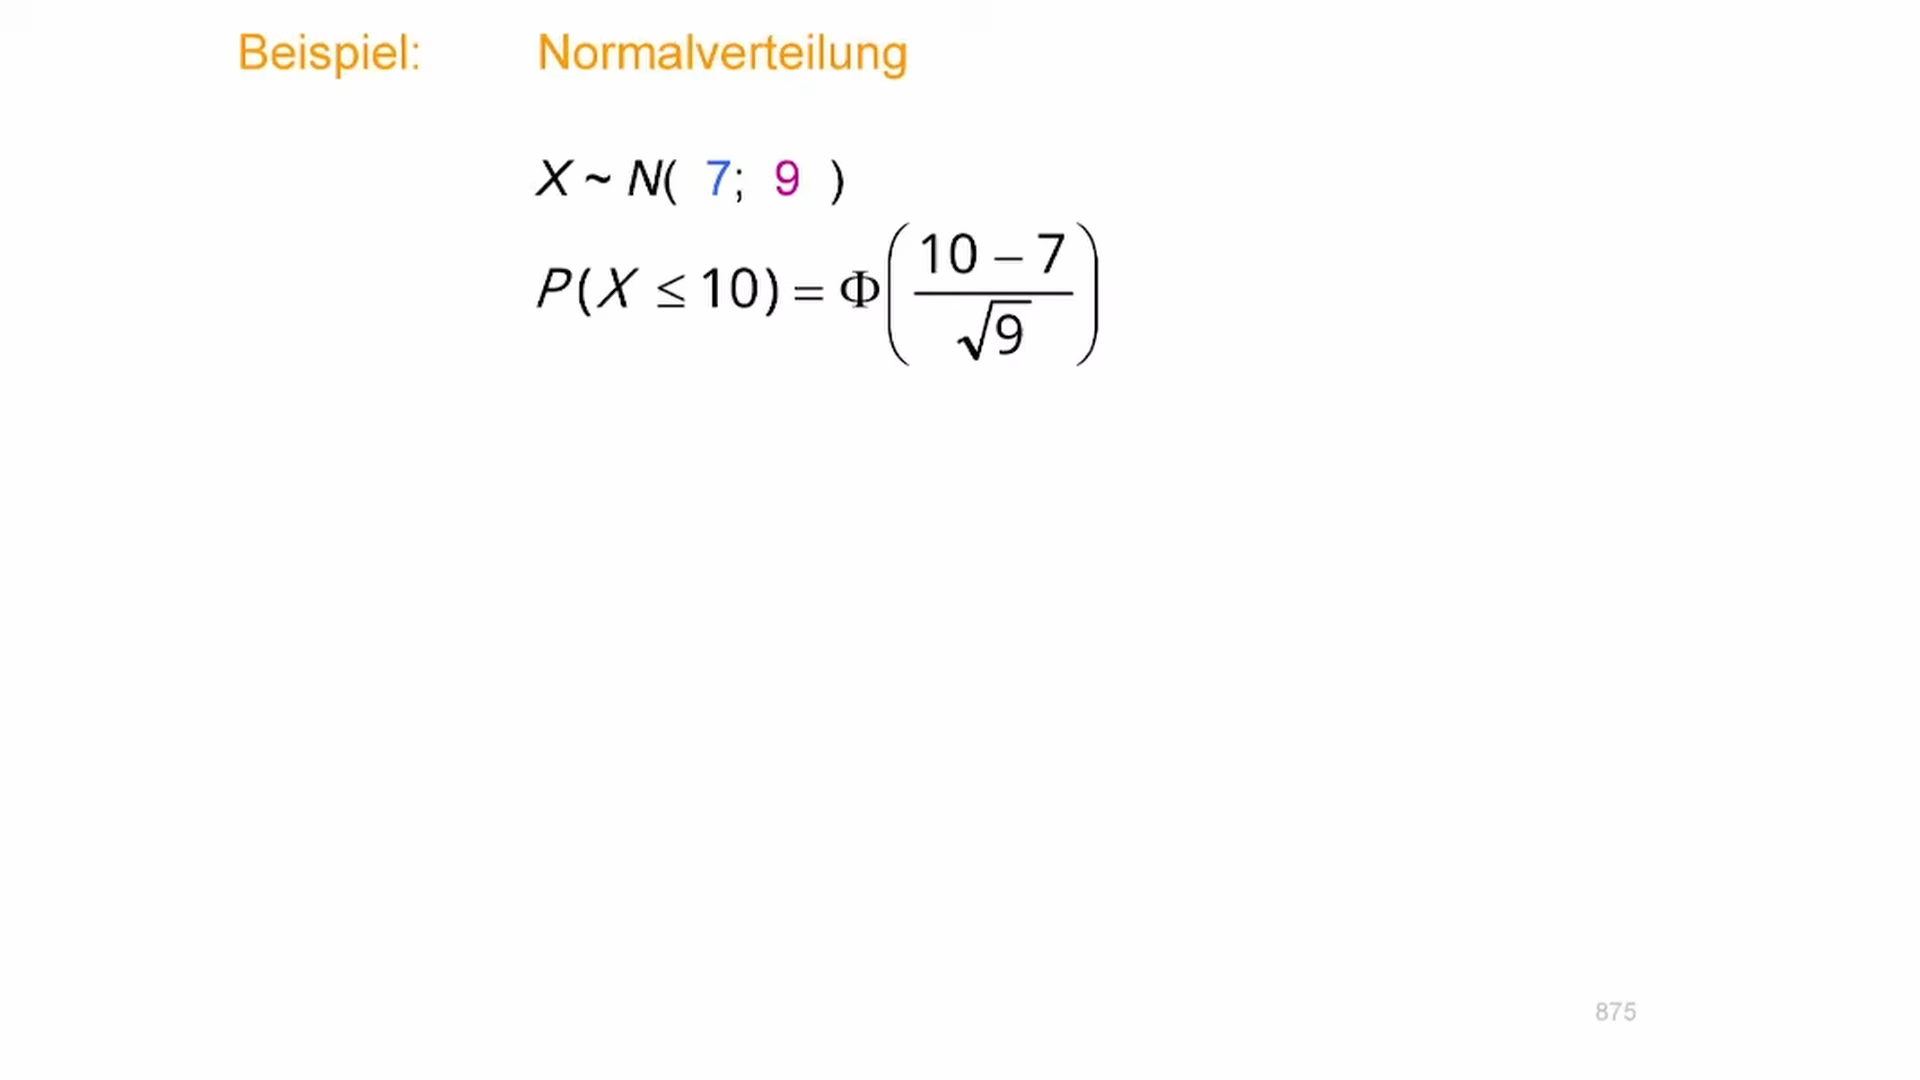 Beispiel: Normalverteilung
X ~ N( 7; 9 )
P(X ≤ 10) = Φ((10 – 7)/√9)
875